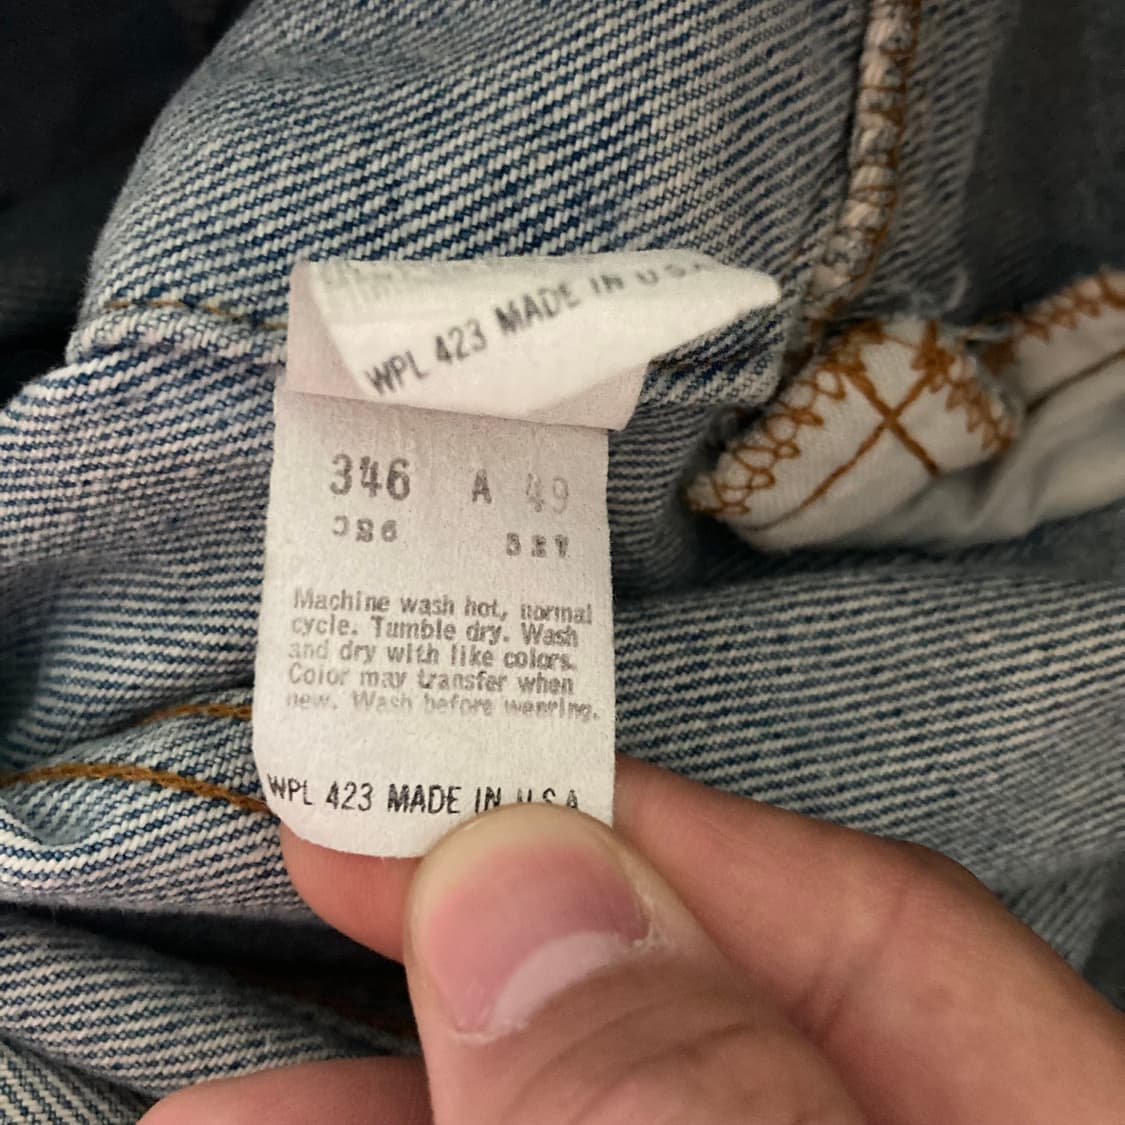 WPL 423 MADE IN U.S.A
346 A 49
Machine wash hot, normal
cycle. Tumble dry. Wash
and dry with like colors.
Color may transfer when
new. Wash before wearing.
WPL 423 MADE IN U S A